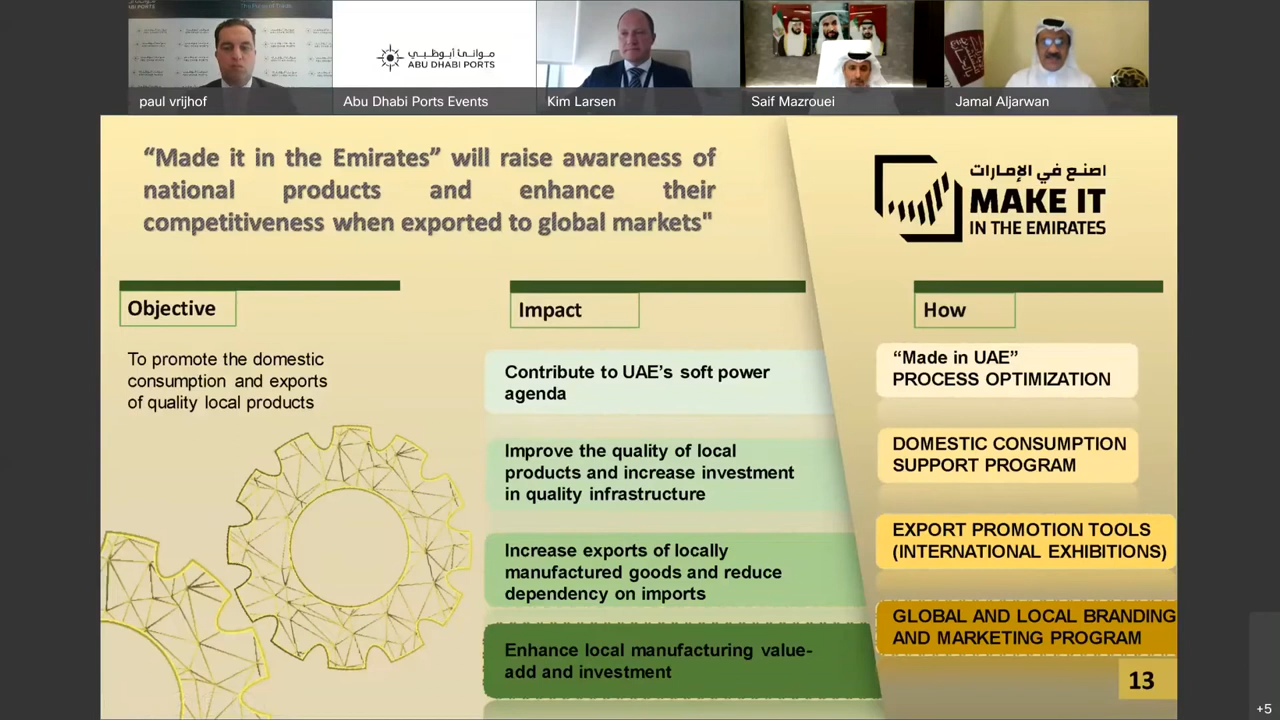 ABI PORTS
موانئ أبوظبي
ABU DHABI PORTS
paul vrijhof
Abu Dhabi Ports Events
Kim Larsen
Saif Mazrouei
Jamal Aljarwan
“Made it in the Emirates” will raise awareness of
national products and enhance their
competitiveness when exported to global markets"
اصنع في الإمارات
MAKE IT
IN THE EMIRATES
Objective
To promote the domestic
consumption and exports
of quality local products
Impact
Contribute to UAE’s soft power
agenda
Improve the quality of local
products and increase investment
in quality infrastructure
Increase exports of locally
manufactured goods and reduce
dependency on imports
Enhance local manufacturing value-
add and investment
How
“Made in UAE”
PROCESS OPTIMIZATION
DOMESTIC CONSUMPTION
SUPPORT PROGRAM
EXPORT PROMOTION TOOLS
(INTERNATIONAL EXHIBITIONS)
GLOBAL AND LOCAL BRANDING
AND MARKETING PROGRAM
13
+5